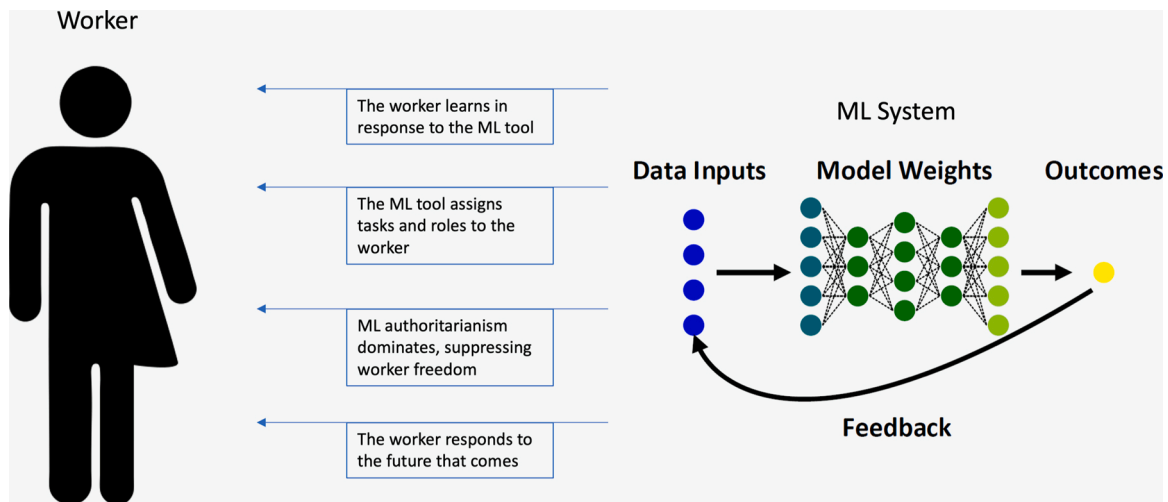 Worker
The worker learns in
response to the ML tool
The ML tool assigns
tasks and roles to the
worker
ML authoritarianism
dominates, suppressing
worker freedom
The worker responds to
the future that comes
ML System
Data Inputs
Model Weights
Outcomes
Feedback